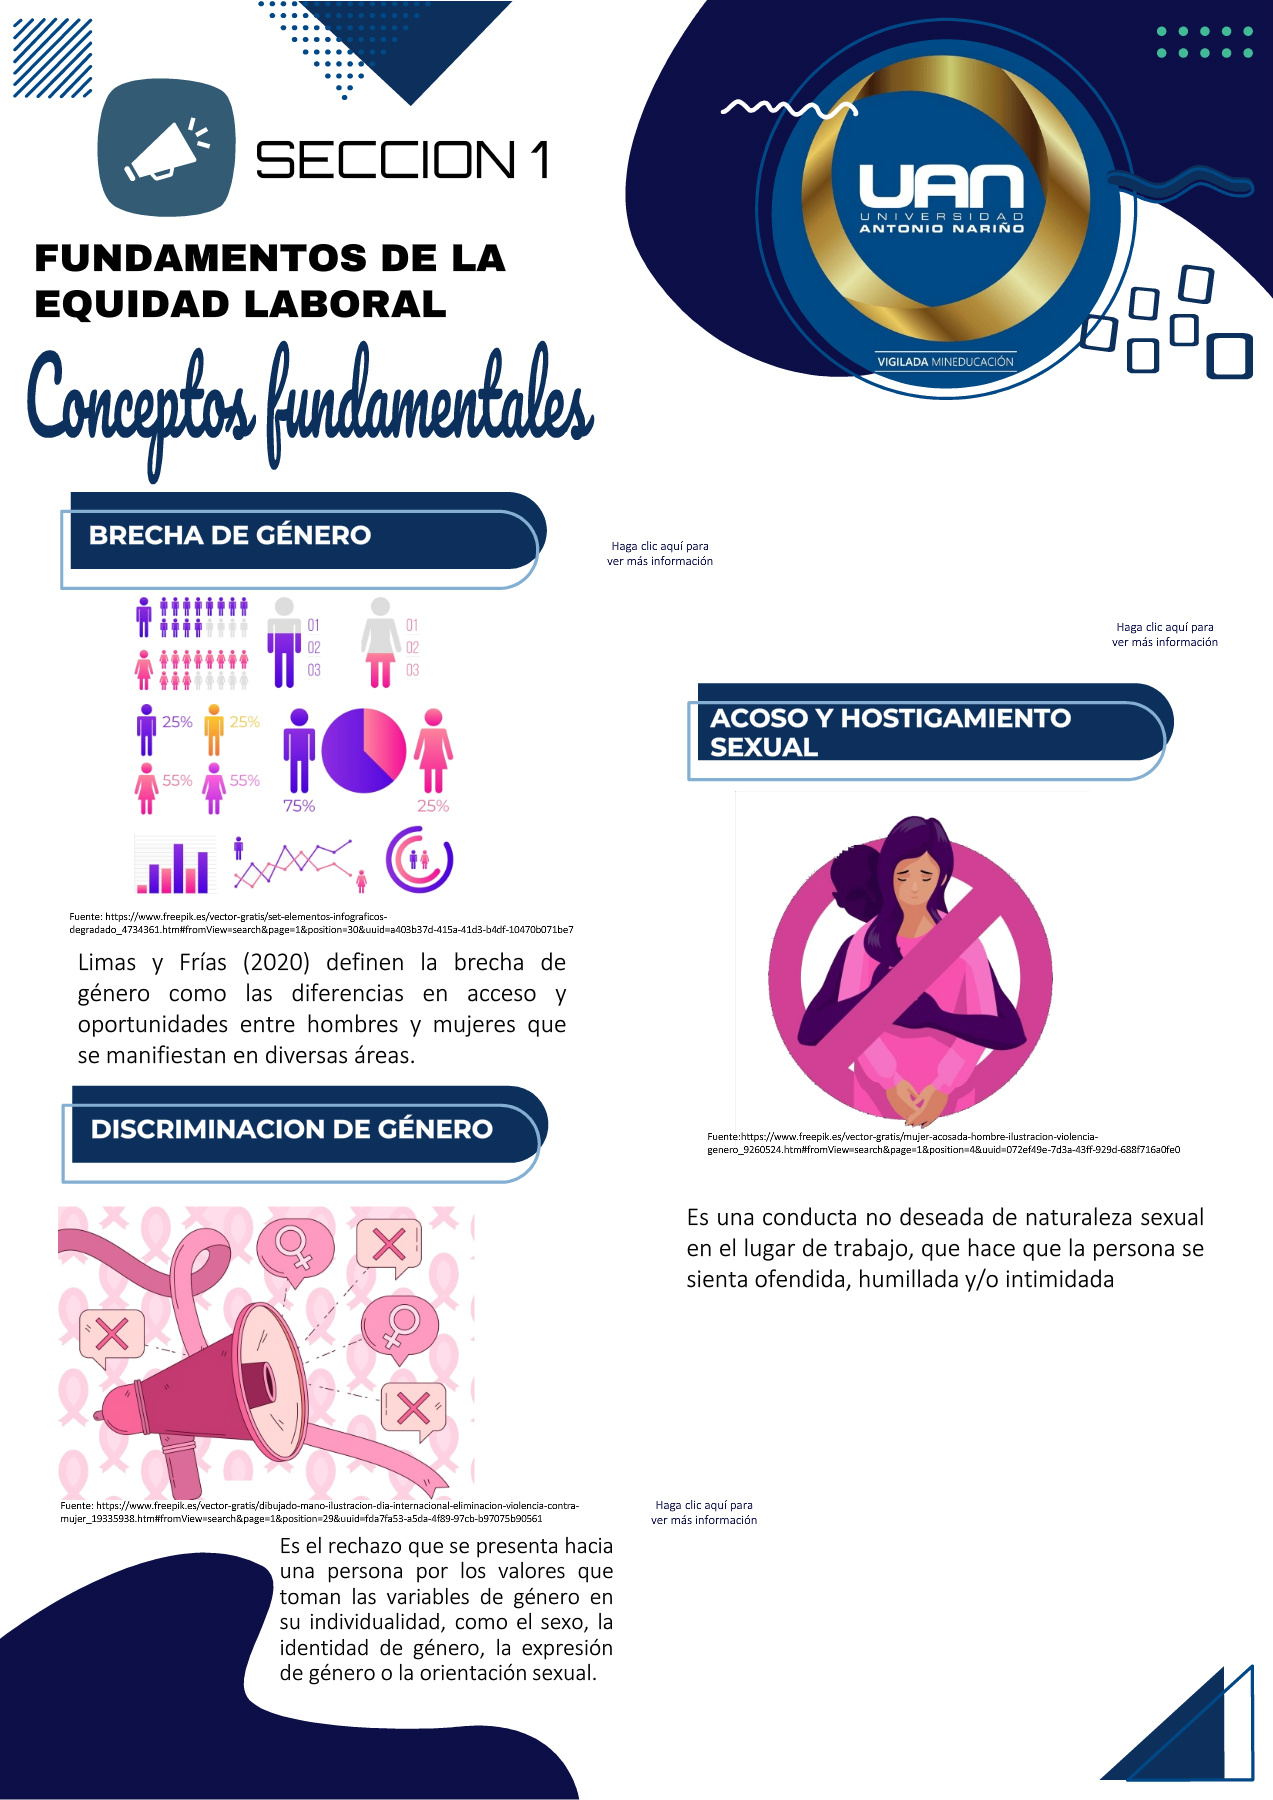 SECCION 1
UAN
UNIVERSIDAD
ANTONIO NARIÑO
VIGILADA MINEDUCACIÓN
FUNDAMENTOS DE LA
EQUIDAD LABORAL
Conceptos fundamentales
BRECHA DE GÉNERO
Haga clic aquí para
ver más información
01
02
03
01
02
03
25%
25%
55%
55%
75%
25%
Fuente: https://www.freepik.es/vector-gratis/set-elementos-infograficos-
degradado_4734361.htm#fromView=search&page=1&position=30&uuid=a403b37d-415a-41d3-b4df-10470b071be7
Limas y Frías (2020) definen la brecha de
género como las diferencias en acceso y
oportunidades entre hombres y mujeres que
se manifiestan en diversas áreas.
DISCRIMINACION DE GÉNERO
Fuente: https://www.freepik.es/vector-gratis/dibujado-mano-ilustracion-dia-internacional-eliminacion-violencia-contra-
mujer_19335938.htm#fromView=search&page=1&position=29&uuid=fda7fa53-a5da-4f89-97cb-b97075b90561
Es el rechazo que se presenta hacia
una persona por los valores que
toman las variables de género en
su individualidad, como el sexo, la
identidad de género, la expresión
de género o la orientación sexual.
Haga clic aquí para
ver más información
Haga clic aquí para
ver más información
ACOSO Y HOSTIGAMIENTO
SEXUAL
Fuente:https://www.freepik.es/vector-gratis/mujer-acosada-hombre-ilustracion-violencia-
genero_9260524.htm#fromView=search&page=1&position=4&uuid=072ef49e-7d3a-43ff-929d-688f716a0fe0
Es una conducta no deseada de naturaleza sexual
en el lugar de trabajo, que hace que la persona se
sienta ofendida, humillada y/o intimidada